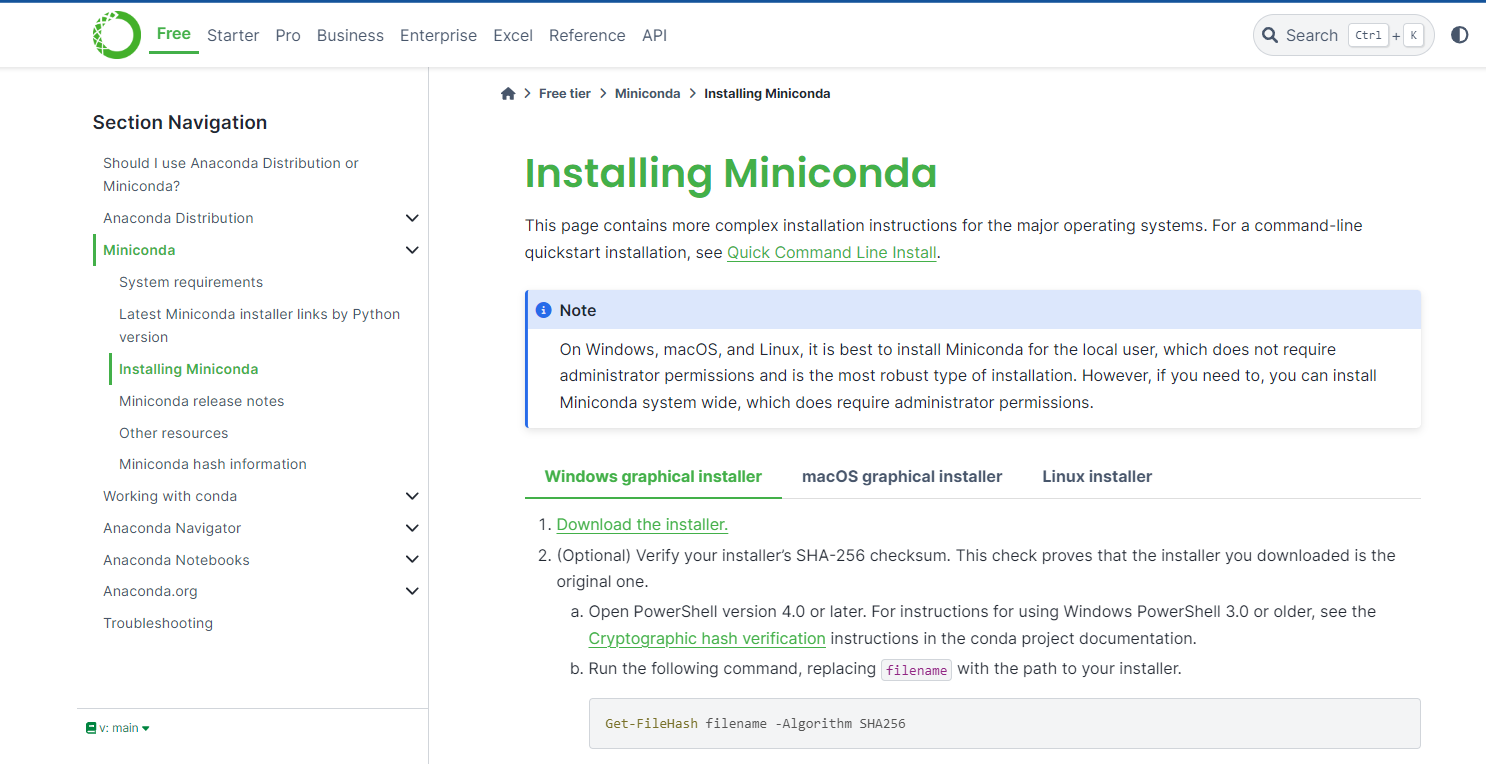 Free Starter Pro Business Enterprise Excel Reference API Search Ctrl + K
Section Navigation
Should I use Anaconda Distribution or
Miniconda?
Anaconda Distribution
Miniconda
System requirements
Latest Miniconda installer links by Python
version
Installing Miniconda
Miniconda release notes
Other resources
Miniconda hash information
Working with conda
Anaconda Navigator
Anaconda Notebooks
Anaconda.org
Troubleshooting
v: main
Free tier Miniconda Installing Miniconda
Installing Miniconda
This page contains more complex installation instructions for the major operating systems. For a command-line
quickstart installation, see Quick Command Line Install.
Note
On Windows, macOS, and Linux, it is best to install Miniconda for the local user, which does not require
administrator permissions and is the most robust type of installation. However, if you need to, you can install
Miniconda system wide, which does require administrator permissions.
Windows graphical installer macOS graphical installer Linux installer
1. Download the installer.
2. (Optional) Verify your installer’s SHA-256 checksum. This check proves that the installer you downloaded is the
original one.
a. Open PowerShell version 4.0 or later. For instructions for using Windows PowerShell 3.0 or older, see the
Cryptographic hash verification instructions in the conda project documentation.
b. Run the following command, replacing filename with the path to your installer.
Get-FileHash filename -Algorithm SHA256